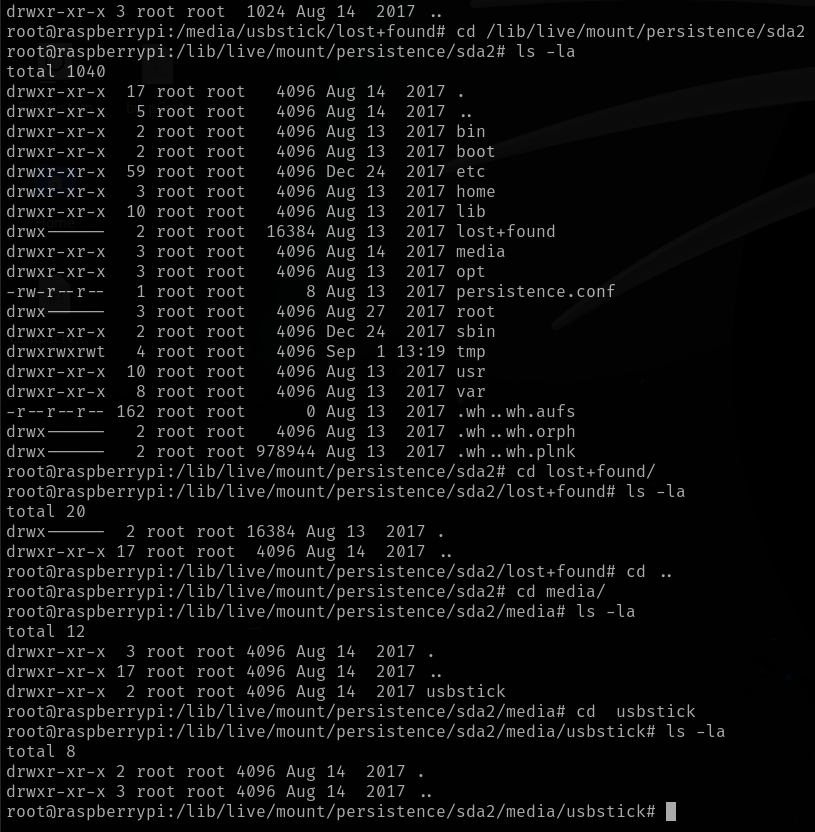 drwxr-xr-x 3 root root  1024 Aug 14  2017 ..
root@raspberrypi:/media/usbstick/lost+found# cd /lib/live/mount/persistence/sda2
root@raspberrypi:/lib/live/mount/persistence/sda2# ls -la
total 1040
drwxr-xr-x  17 root root   4096 Aug 14  2017 .
drwxr-xr-x   5 root root   4096 Aug 14  2017 ..
drwxr-xr-x   2 root root   4096 Aug 13  2017 bin
drwxr-xr-x   2 root root   4096 Aug 13  2017 boot
drwxr-xr-x  59 root root   4096 Dec 24  2017 etc
drwxr-xr-x   3 root root   4096 Aug 13  2017 home
drwxr-xr-x  10 root root   4096 Aug 13  2017 lib
drwx------   2 root root  16384 Aug 13  2017 lost+found
drwxr-xr-x   3 root root   4096 Aug 14  2017 media
drwxr-xr-x   3 root root   4096 Aug 13  2017 opt
-rw-r--r--   1 root root      8 Aug 13  2017 persistence.conf
drwx------   3 root root   4096 Aug 27  2017 root
drwxr-xr-x   2 root root   4096 Dec 24  2017 sbin
drwxrwxrwt   4 root root   4096 Sep  1 13:19 tmp
drwxr-xr-x  10 root root   4096 Aug 13  2017 usr
drwxr-xr-x   8 root root   4096 Aug 13  2017 var
-r--r--r-- 162 root root      0 Aug 13  2017 .wh..wh.aufs
drwx------   2 root root   4096 Aug 13  2017 .wh..wh.orph
drwx------   2 root root 978944 Aug 13  2017 .wh..wh.plnk
root@raspberrypi:/lib/live/mount/persistence/sda2# cd lost+found/
root@raspberrypi:/lib/live/mount/persistence/sda2/lost+found# ls -la
total 20
drwx------  2 root root 16384 Aug 13  2017 .
drwxr-xr-x 17 root root  4096 Aug 14  2017 ..
root@raspberrypi:/lib/live/mount/persistence/sda2/lost+found# cd ..
root@raspberrypi:/lib/live/mount/persistence/sda2# cd media/
root@raspberrypi:/lib/live/mount/persistence/sda2/media# ls -la
total 12
drwxr-xr-x  3 root root 4096 Aug 14  2017 .
drwxr-xr-x 17 root root 4096 Aug 14  2017 ..
drwxr-xr-x  2 root root 4096 Aug 14  2017 usbstick
root@raspberrypi:/lib/live/mount/persistence/sda2/media# cd  usbstick
root@raspberrypi:/lib/live/mount/persistence/sda2/media/usbstick# ls -la
total 8
drwxr-xr-x 2 root root 4096 Aug 14  2017 .
drwxr-xr-x 3 root root 4096 Aug 14  2017 ..
root@raspberrypi:/lib/live/mount/persistence/sda2/media/usbstick#